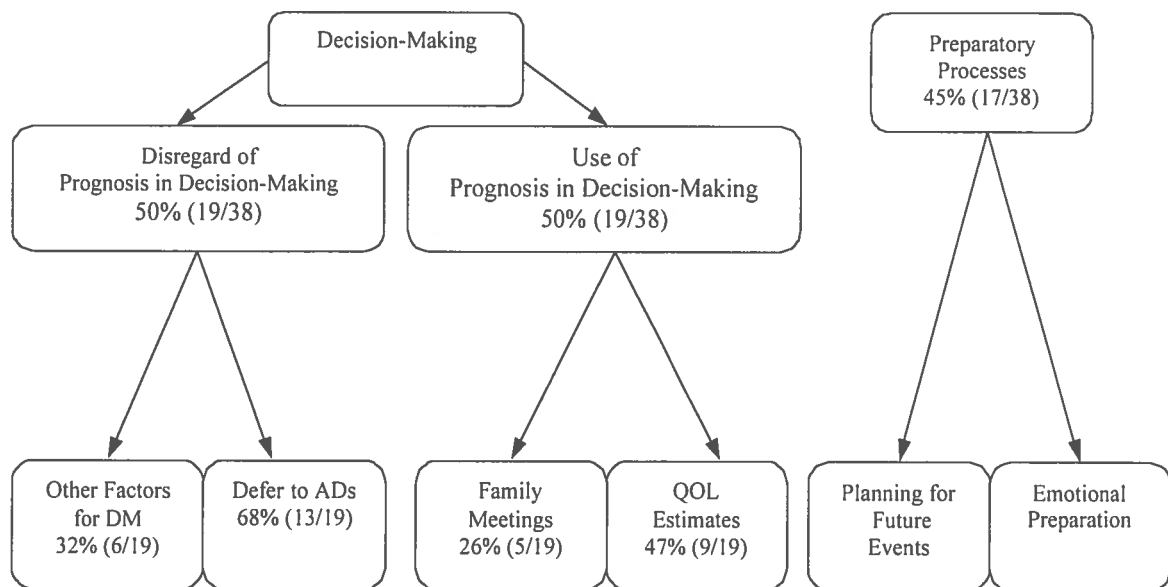 Decision-Making
Preparatory
Processes
45% (17/38)
Disregard of
Prognosis in Decision-Making
50% (19/38)
Use of
Prognosis in Decision-Making
50% (19/38)
Other Factors
for DM
32% (6/19)
Defer to ADs
68% (13/19)
Family
Meetings
26% (5/19)
QOL
Estimates
47% (9/19)
Planning for
Future
Events
Emotional
Preparation